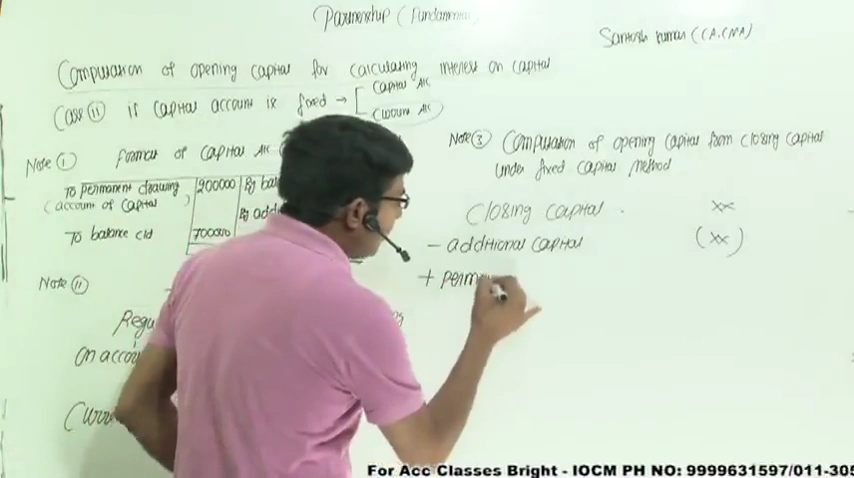 Partnership (Fundamental
Santosh Kumar (CA.CMA)
Computation of opening capital for calculating interest on capital
Case (II) if capital account is fixed → [ Capital A/c
Current A/c
Note (I) format of capital A/c
To permanent drawing 200000 By bal
(account of capital ) By add
To balance c/d 700000
Note (II)
Regu
On accou
(Curr
Note (3) Computation of opening capital from closing capital
under fixed capital method
Closing capital xx
- additional capital (xx)
+ perm
For Acc Classes Bright - IOCM PH NO: 9999631597/011-305